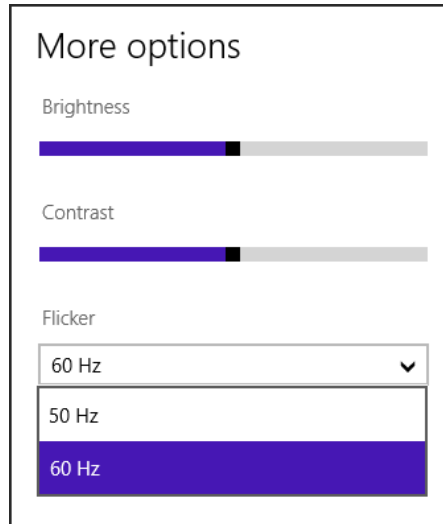 More options
Brightness
Contrast
Flicker
60 Hz
50 Hz
60 Hz